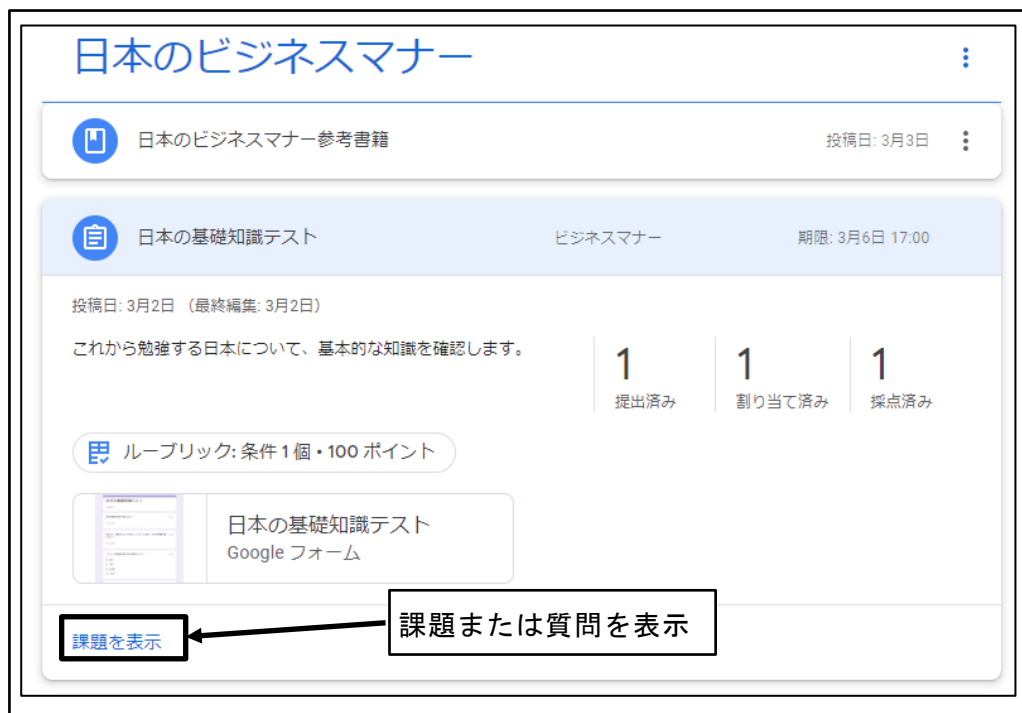 日本のビジネスマナー
日本のビジネスマナー参考書籍 投稿日: 3月3日
日本の基礎知識テスト ビジネスマナー 期限: 3月6日 17:00
投稿日: 3月2日 （最終編集: 3月2日）
これから勉強する日本について、基本的な知識を確認します。
1 1 1
提出済み 割り当て済み 採点済み
ルーブリック: 条件 1 個 • 100 ポイント
日本の基礎知識テスト
Google フォーム
課題または質問を表示
課題を表示